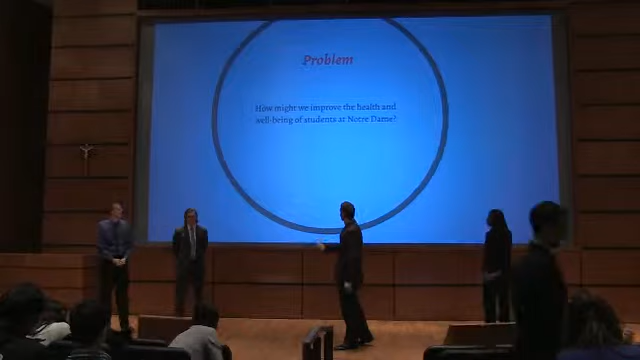 Problem
How might we improve the health and
well-being of students at Notre Dame?